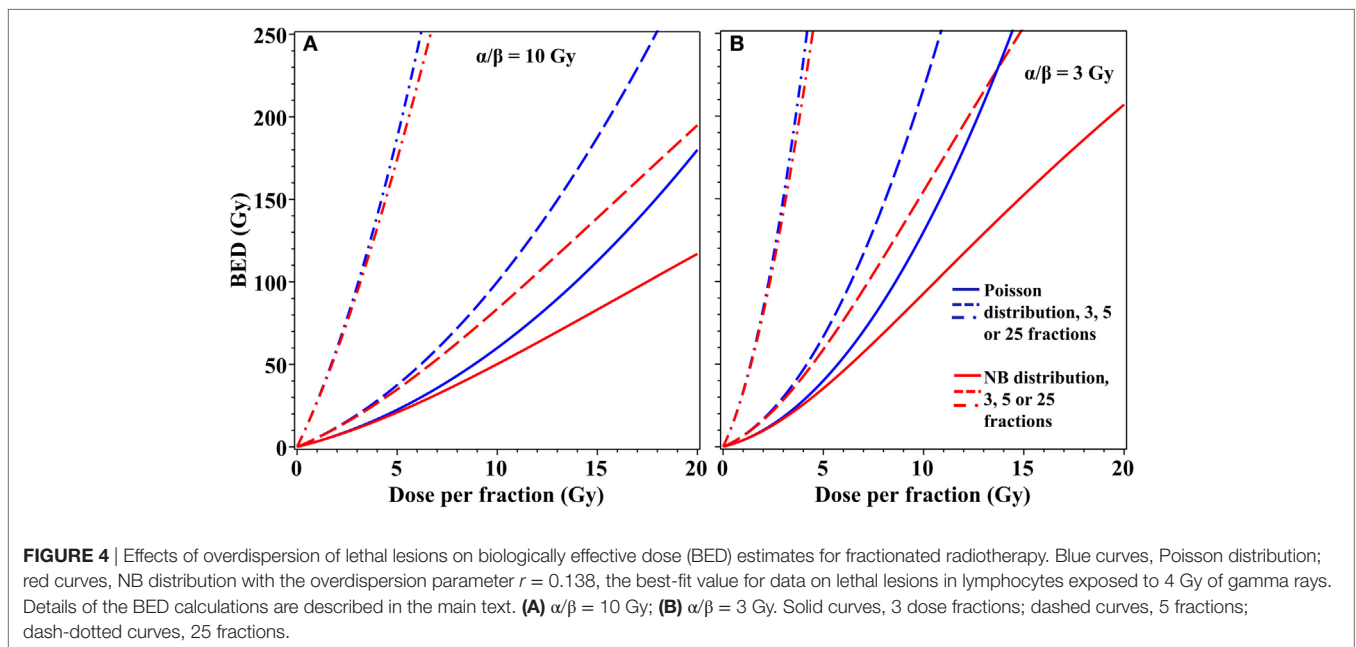 A
α/β = 10 Gy
B
α/β = 3 Gy
250
200
150
100
50
0
BED (Gy)
0 5 10 15 20
Dose per fraction (Gy)
0 5 10 15 20
Dose per fraction (Gy)
Poisson
distribution, 3, 5
or 25 fractions
NB distribution,
3, 5 or 25
fractions
FIGURE 4 | Effects of overdispersion of lethal lesions on biologically effective dose (BED) estimates for fractionated radiotherapy. Blue curves, Poisson distribution;
red curves, NB distribution with the overdispersion parameter r = 0.138, the best-fit value for data on lethal lesions in lymphocytes exposed to 4 Gy of gamma rays.
Details of the BED calculations are described in the main text. (A) α/β = 10 Gy; (B) α/β = 3 Gy. Solid curves, 3 dose fractions; dashed curves, 5 fractions;
dash-dotted curves, 25 fractions.